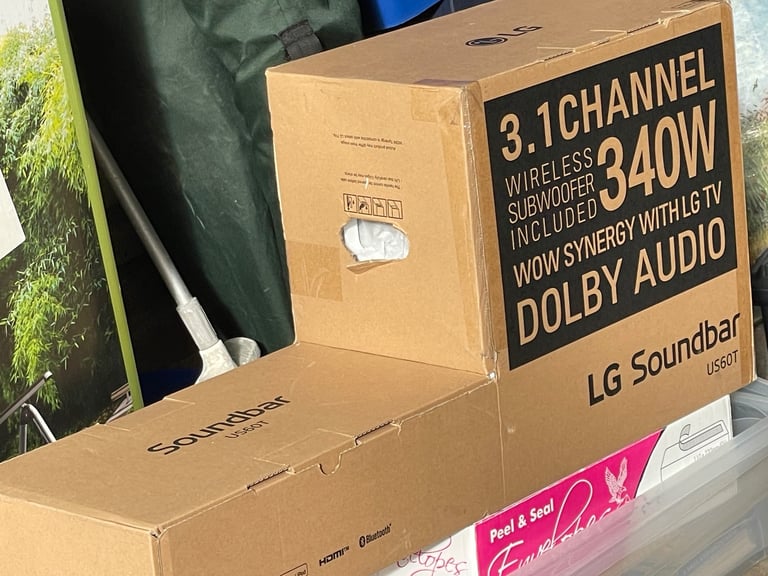 LG
3.1 CHANNEL
WIRELESS
SUBWOOFER
INCLUDED
340W
WOW SYNERGY WITH LG TV
DOLBY AUDIO
LG Soundbar
US60T
Soundbar
US60T
HDMI™
Bluetooth®
Peel & Seal
Envelopes